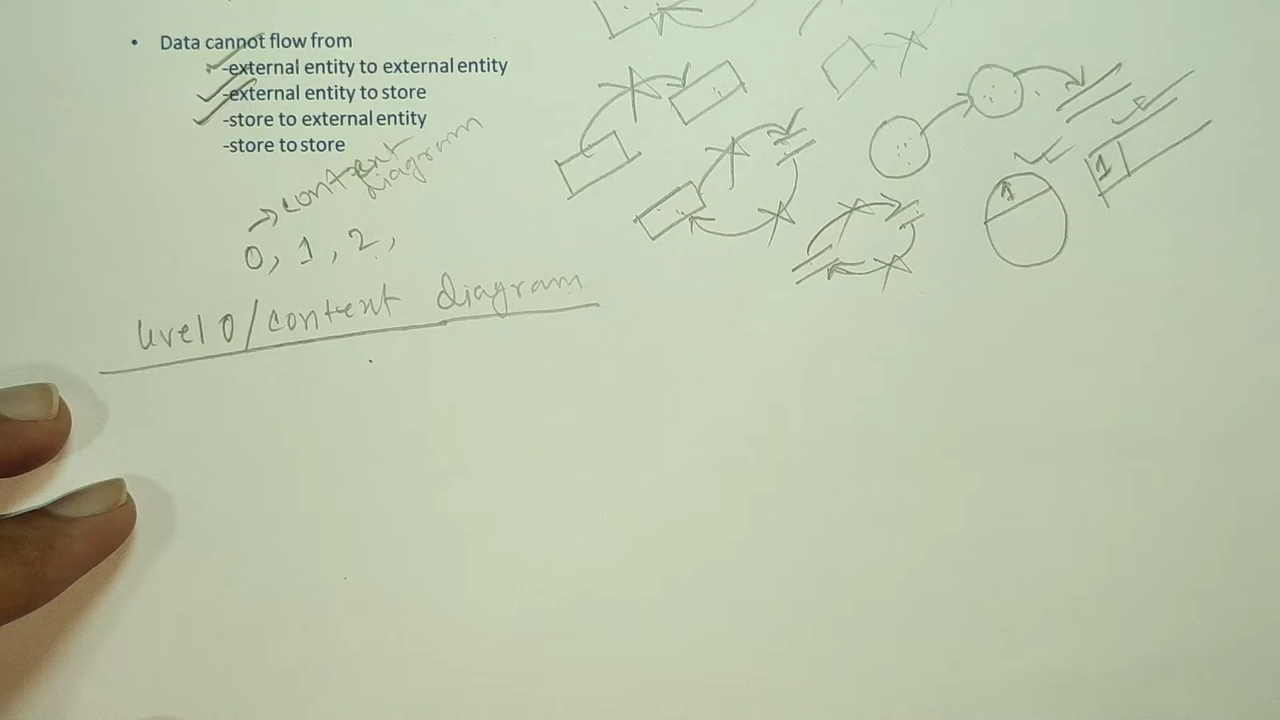 • Data cannot flow from
-external entity to external entity
-external entity to store
-store to external entity
-store to store
→ context diagram
0, 1, 2,
level 0/context diagram
1
1